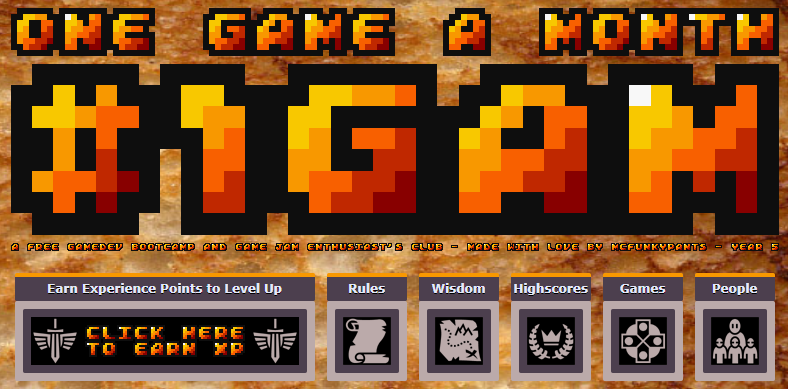 ONE GAME A MONTH
#1GAM
A FREE GAMEDEV BOOTCAMP AND GAME JAM ENTHUSIAST'S CLUB - MADE WITH LOVE BY MCFUNKYPANTS - YEAR 5
Earn Experience Points to Level Up
CLICK HERE
TO EARN XP
Rules
Wisdom
Highscores
Games
People